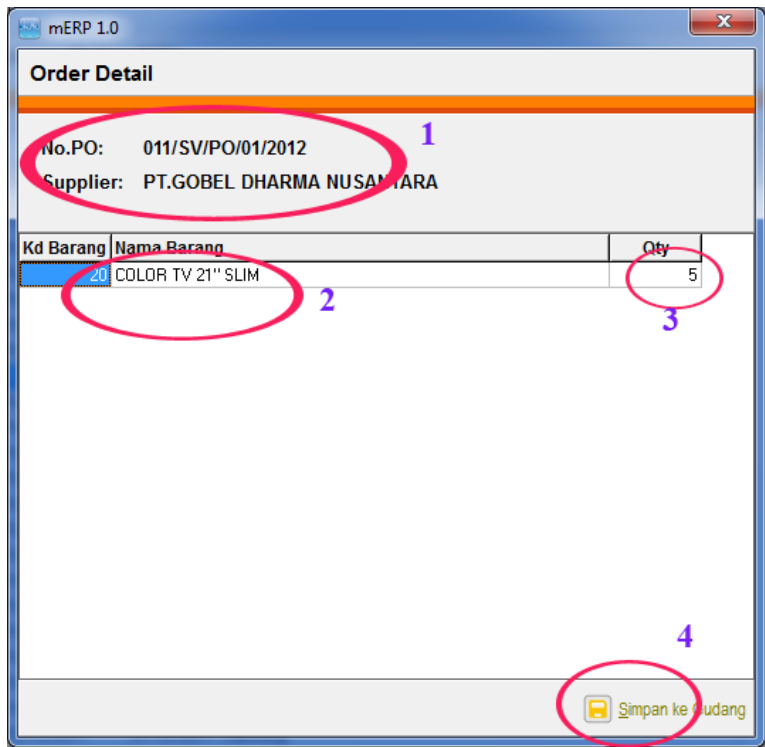 mERP 1.0
Order Detail
1
No.PO: 011/SV/PO/01/2012
Supplier: PT.GOBEL DHARMA NUSANTARA
Kd Barang Nama Barang Qty
20 COLOR TV 21" SLIM 5
2
3
4
Simpan ke Gudang